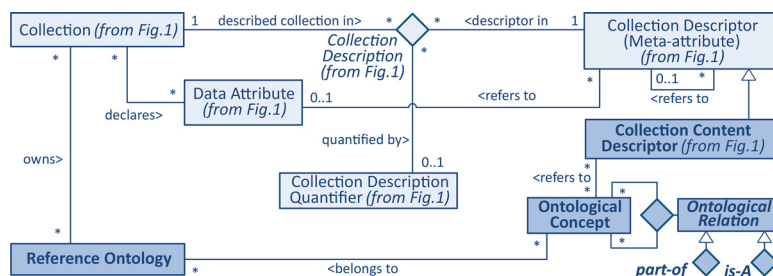 Collection (from Fig.1)
1
described collection in>
*
*
<descriptor in
1
Collection Descriptor
(Meta-attribute)
(from Fig.1)
Collection
Description
(from Fig.1)
*
*
*
*
0..1
*
<refers to
Data Attribute
(from Fig.1)
declares>
*
0..1
<refers to
*
Collection Content
Descriptor (from Fig.1)
quantified by>
0..1
owns>
*
<refers to
*
Collection Description
Quantifier (from Fig.1)
Ontological
Concept
*
*
Ontological
Relation
*
Reference Ontology
*
<belongs to
*
part-of
is-A